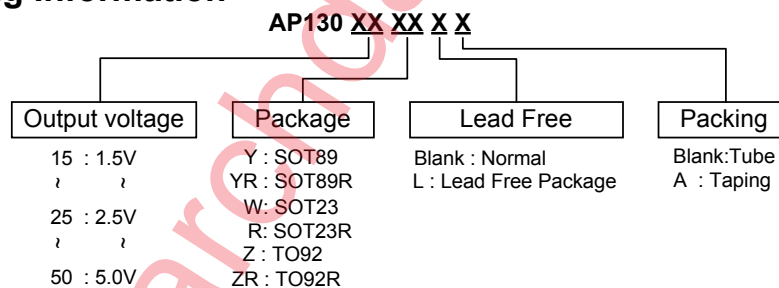 AP130 XX XX X X
Output voltage
15 : 1.5V
≀ ≀
25 : 2.5V
≀ ≀
50 : 5.0V
Package
Y : SOT89
YR : SOT89R
W: SOT23
R: SOT23R
Z : TO92
ZR : TO92R
Lead Free
Blank : Normal
L : Lead Free Package
Packing
Blank:Tube
A : Taping